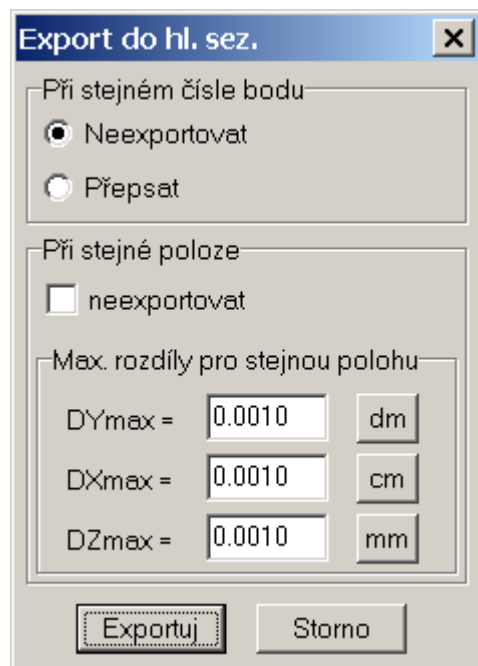 Export do hl. sez.
Při stejném čísle bodu
Neexportovat
Přepsat
Při stejné poloze
neexportovat
Max. rozdíly pro stejnou polohu
DYmax = 0.0010 dm
DXmax = 0.0010 cm
DZmax = 0.0010 mm
Exportuj Storno